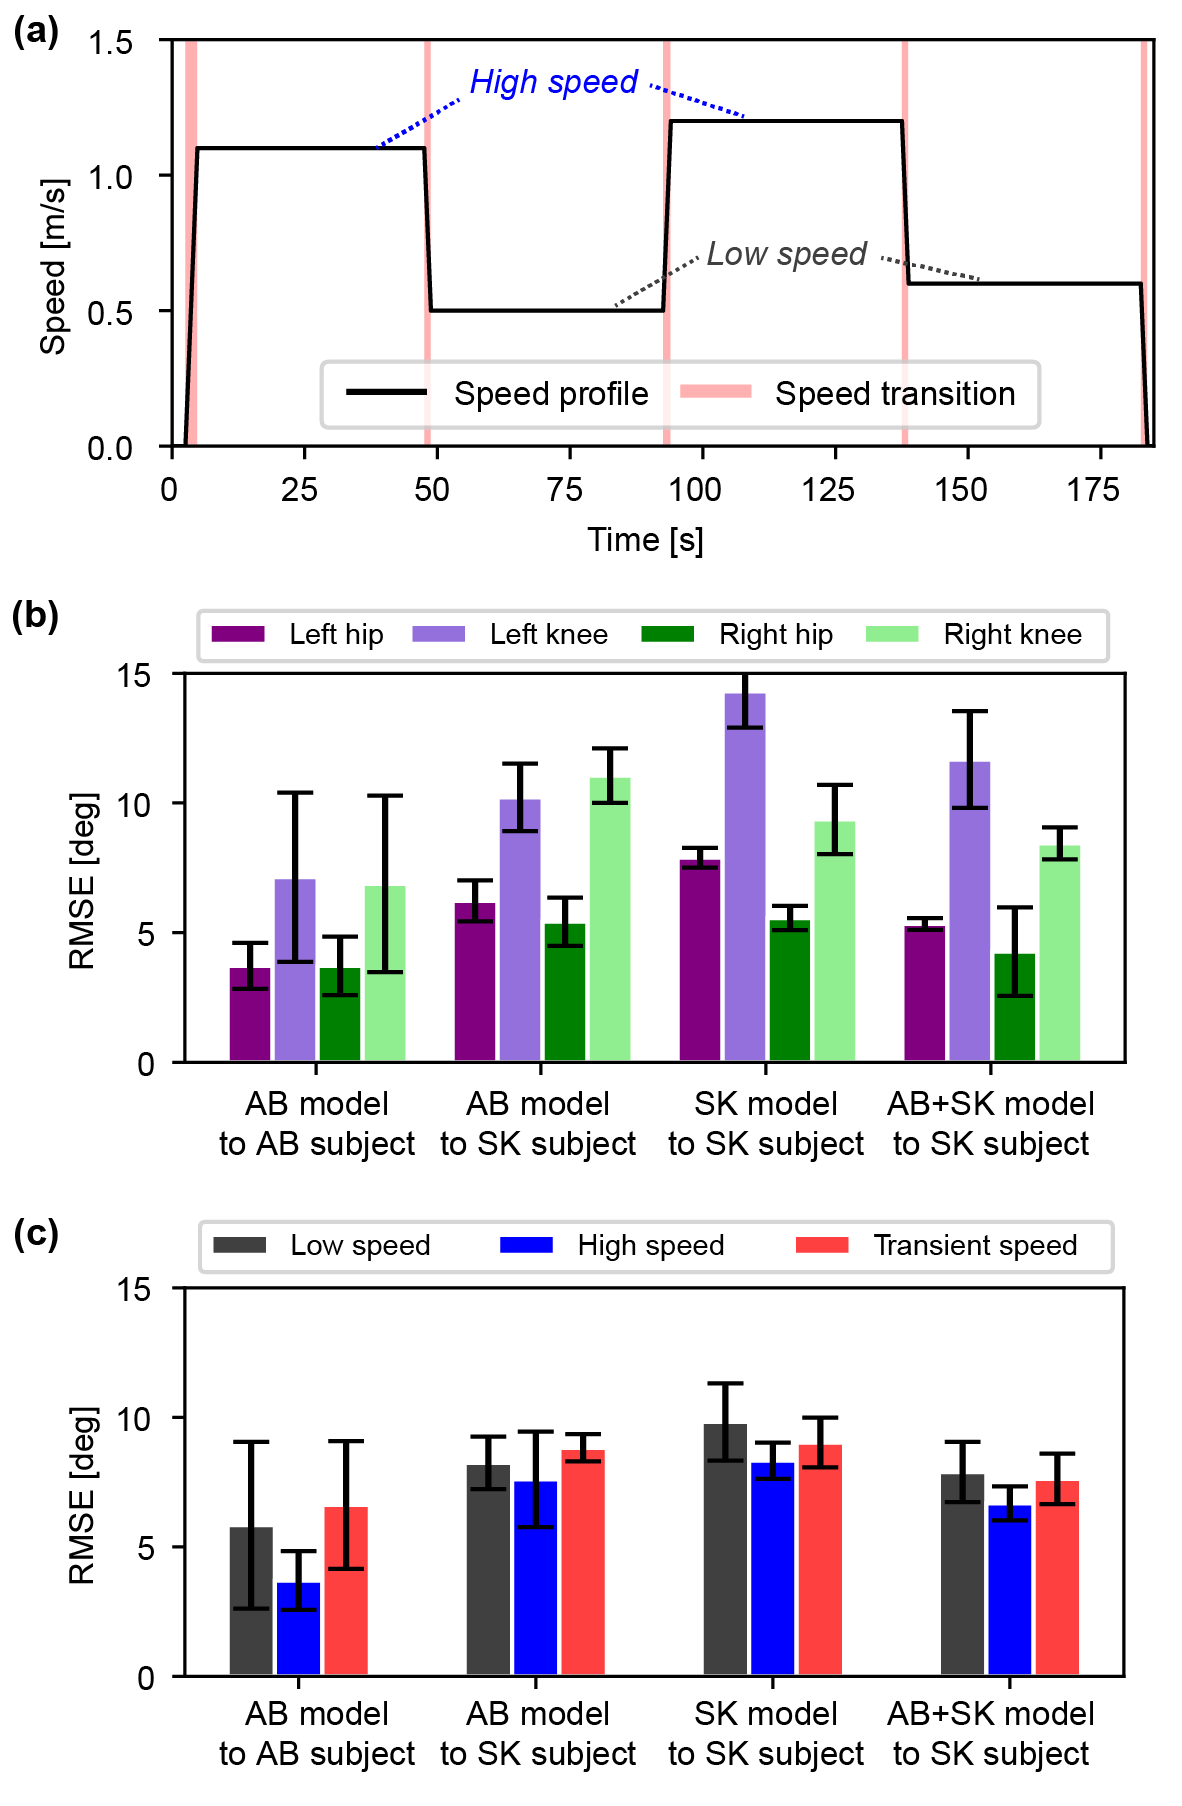 (a)
1.5
High speed
1.0
Speed [m/s]
Low speed
0.5
Speed profile Speed transition
0.0
0 25 50 75 100 125 150 175
Time [s]
(b)
Left hip Left knee Right hip Right knee
15
10
RMSE [deg]
5
0
AB model AB model SK model AB+SK model
to AB subject to SK subject to SK subject to SK subject
(c)
Low speed High speed Transient speed
15
10
RMSE [deg]
5
0
AB model AB model SK model AB+SK model
to AB subject to SK subject to SK subject to SK subject